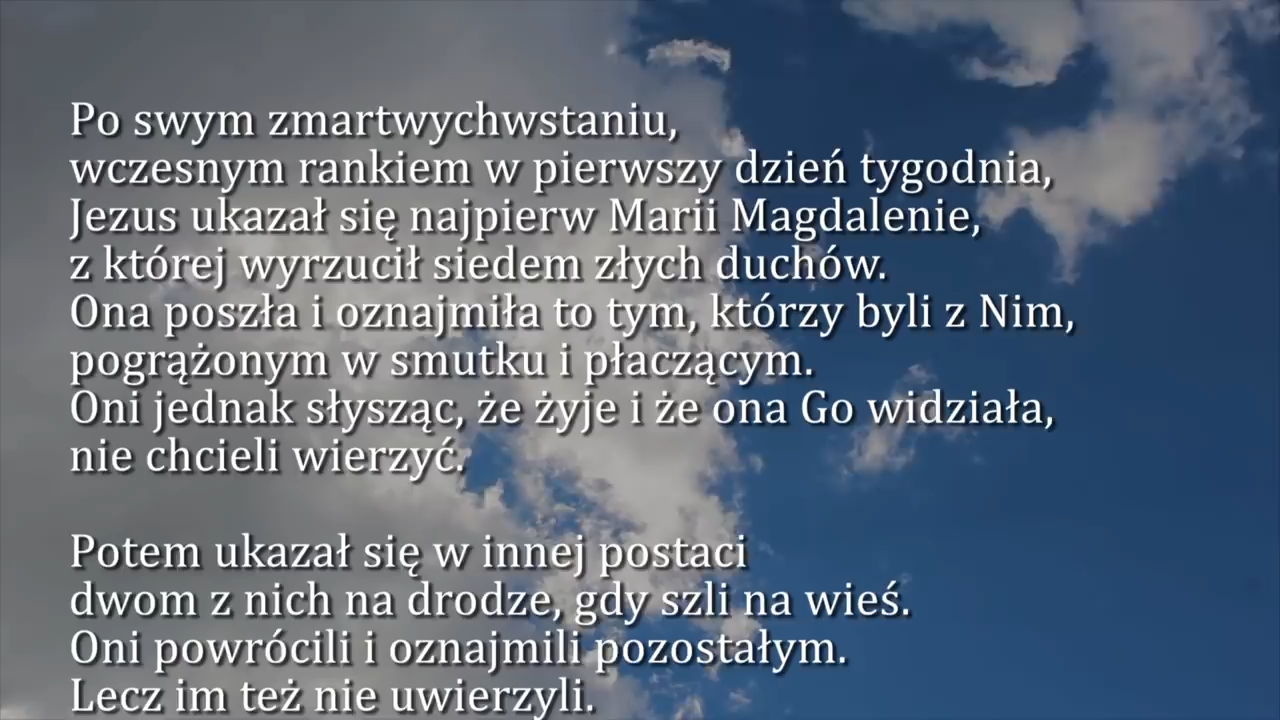 Po swym zmartwychwstaniu,
wczesnym rankiem w pierwszy dzień tygodnia,
Jezus ukazał się najpierw Marii Magdalenie,
z której wyrzucił siedem złych duchów.
Ona poszła i oznajmiła to tym, którzy byli z Nim,
pogrążonym w smutku i płaczącym.
Oni jednak słysząc, że żyje i że ona Go widziała,
nie chcieli wierzyć.
Potem ukazał się w innej postaci
dwom z nich na drodze, gdy szli na wieś.
Oni powrócili i oznajmili pozostałym.
Lecz im też nie uwierzyli.